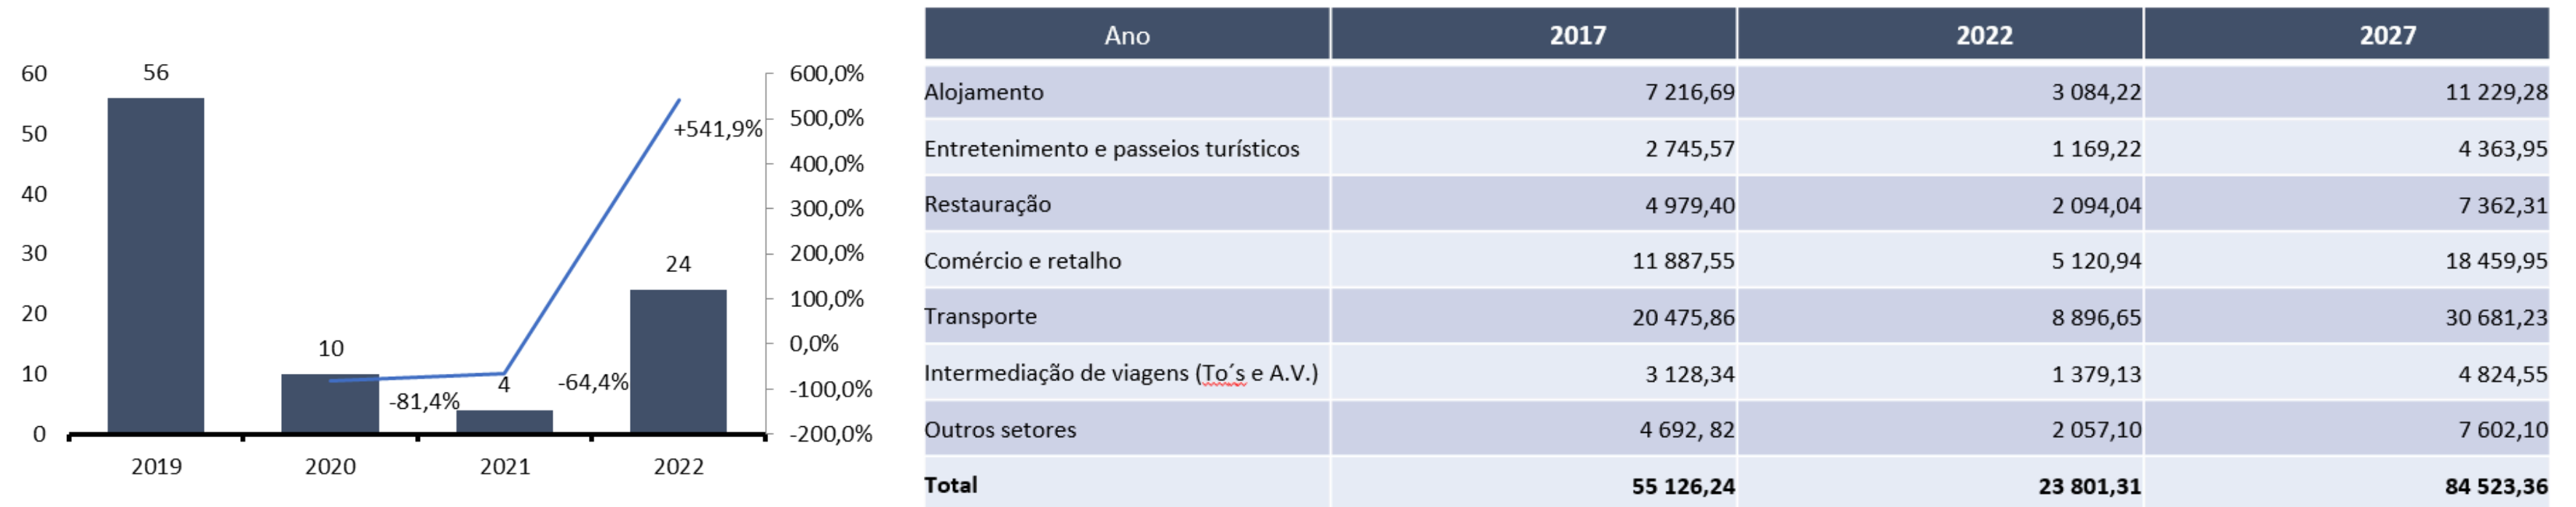 60
50
40
30
20
10
0
56
10
4
24
-81,4%
-64,4%
+541,9%
600,0%
500,0%
400,0%
300,0%
200,0%
100,0%
0,0%
-100,0%
-200,0%
2019 2020 2021 2022
Ano 2017 2022 2027
Alojamento 7 216,69 3 084,22 11 229,28
Entretenimento e passeios turísticos 2 745,57 1 169,22 4 363,95
Restauração 4 979,40 2 094,04 7 362,31
Comércio e retalho 11 887,55 5 120,94 18 459,95
Transporte 20 475,86 8 896,65 30 681,23
Intermediação de viagens (To´s e A.V.) 3 128,34 1 379,13 4 824,55
Outros setores 4 692, 82 2 057,10 7 602,10
Total 55 126,24 23 801,31 84 523,36